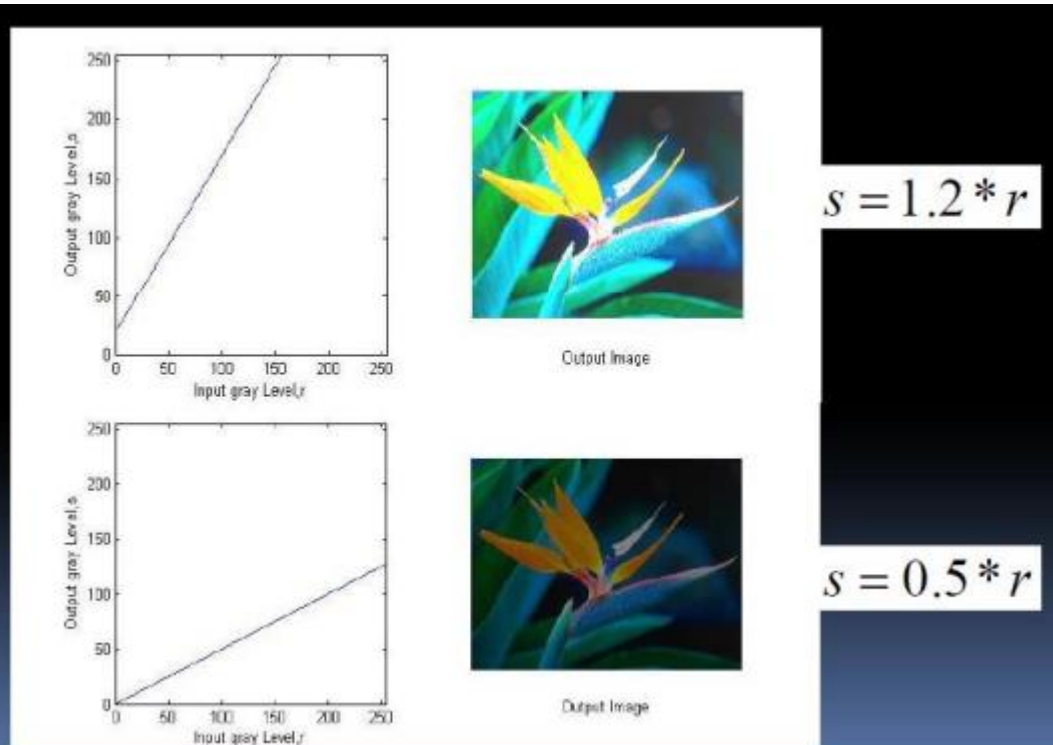 250
200
150
100
50
0
Output gray Level,s
0 50 100 150 200 250
Input gray Level,r
Output Image
s = 1.2 * r
250
200
150
100
50
0
Output gray Level,s
0 50 100 150 200 250
Input gray Level,r
Output Image
s = 0.5 * r